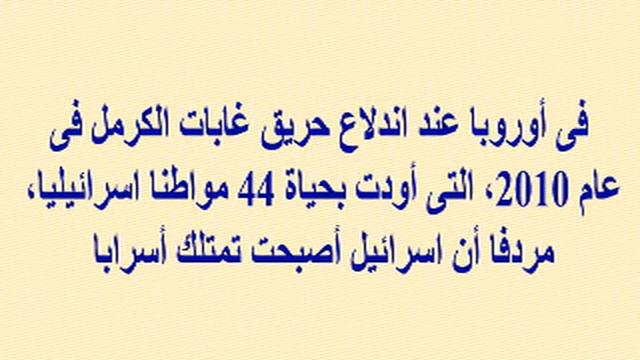 فى أوروبا عند اندلاع حريق غابات الكرمل فى
عام 2010، التى أودت بحياة 44 مواطنا اسرائيليا،
مردفا أن اسرائيل أصبحت تمتلك أسرابا